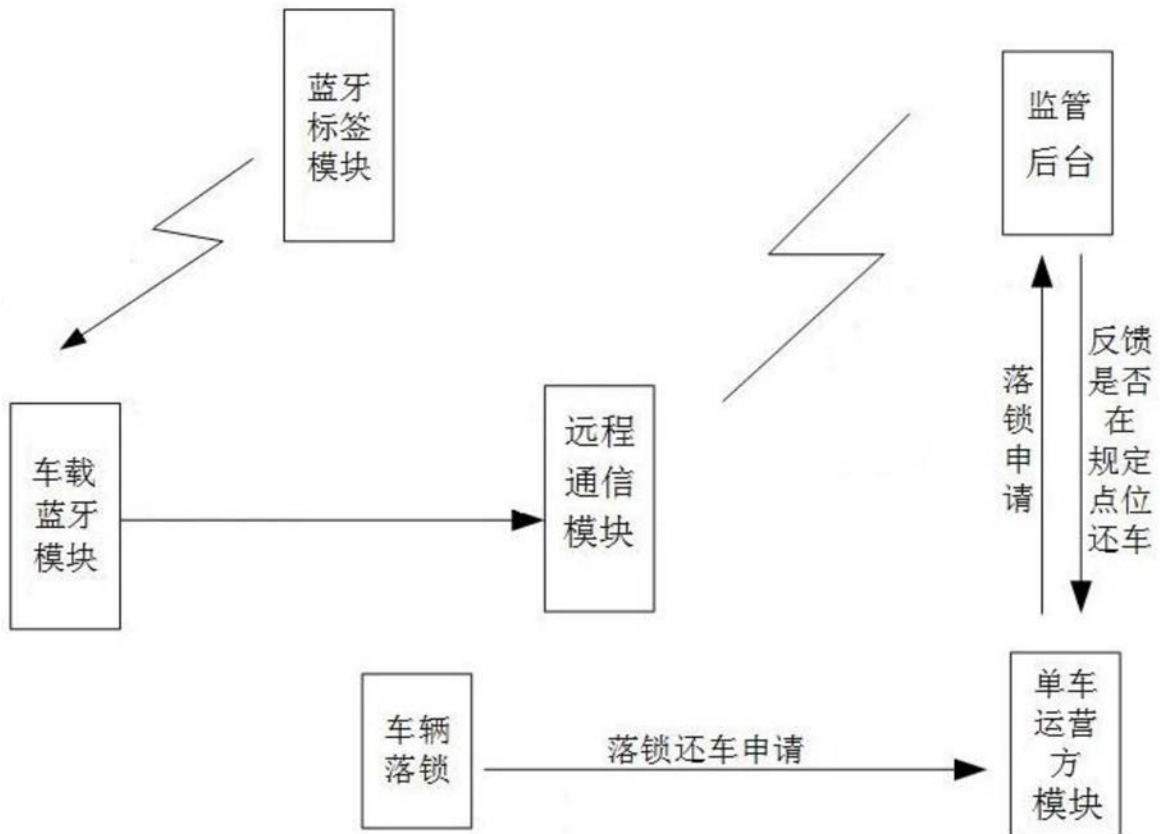 蓝牙
标签
模块
监管
后台
车载
蓝牙
模块
远程
通信
模块
落锁申请
反馈
是否
在
规定
点位
还车
车辆
落锁
落锁还车申请
单车
运营
方
模块